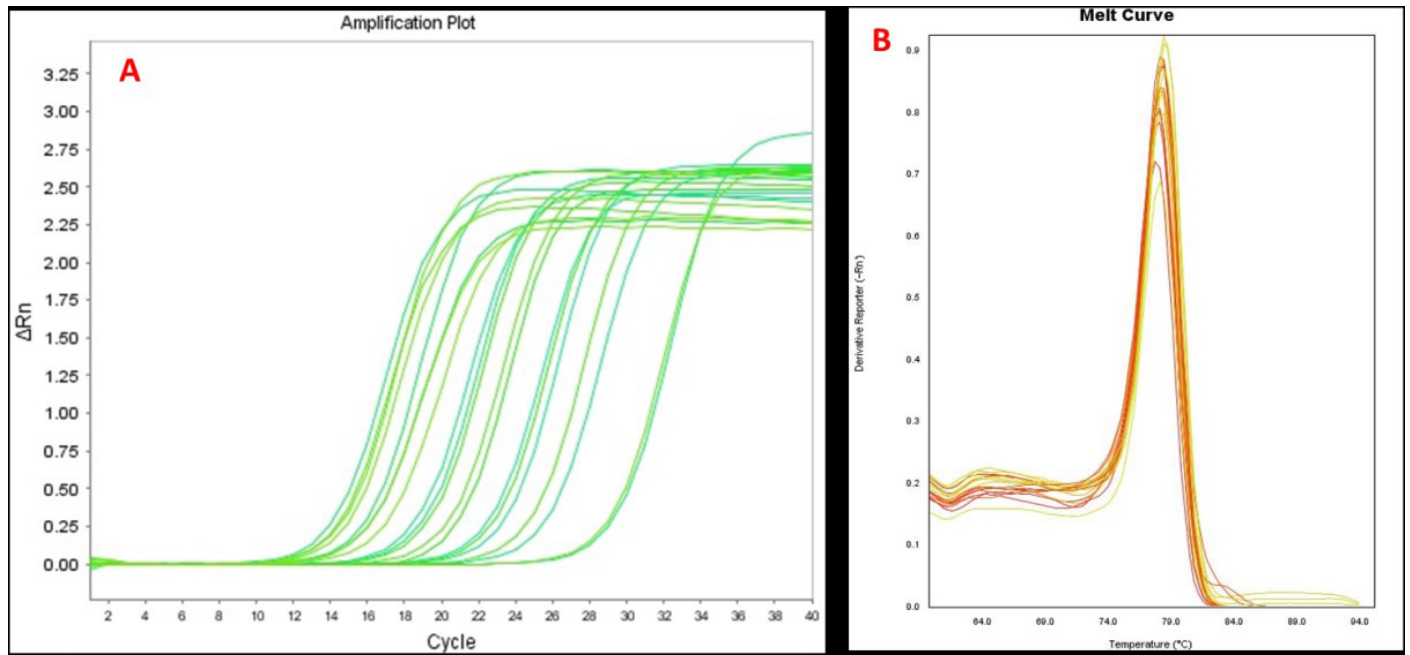 Amplification Plot
A
3.25
3.00
2.75
2.50
2.25
2.00
1.75
1.50
1.25
1.00
0.75
0.50
0.25
0.00
ΔRn
2 4 6 8 10 12 14 16 18 20 22 24 26 28 30 32 34 36 38 40
Cycle
Melt Curve
B
0.9
0.8
0.7
0.6
0.5
0.4
0.3
0.2
0.1
0.0
Derivative Reporter (-Rn)
64.0 69.0 74.0 79.0 84.0 89.0 94.0
Temperature (°C)